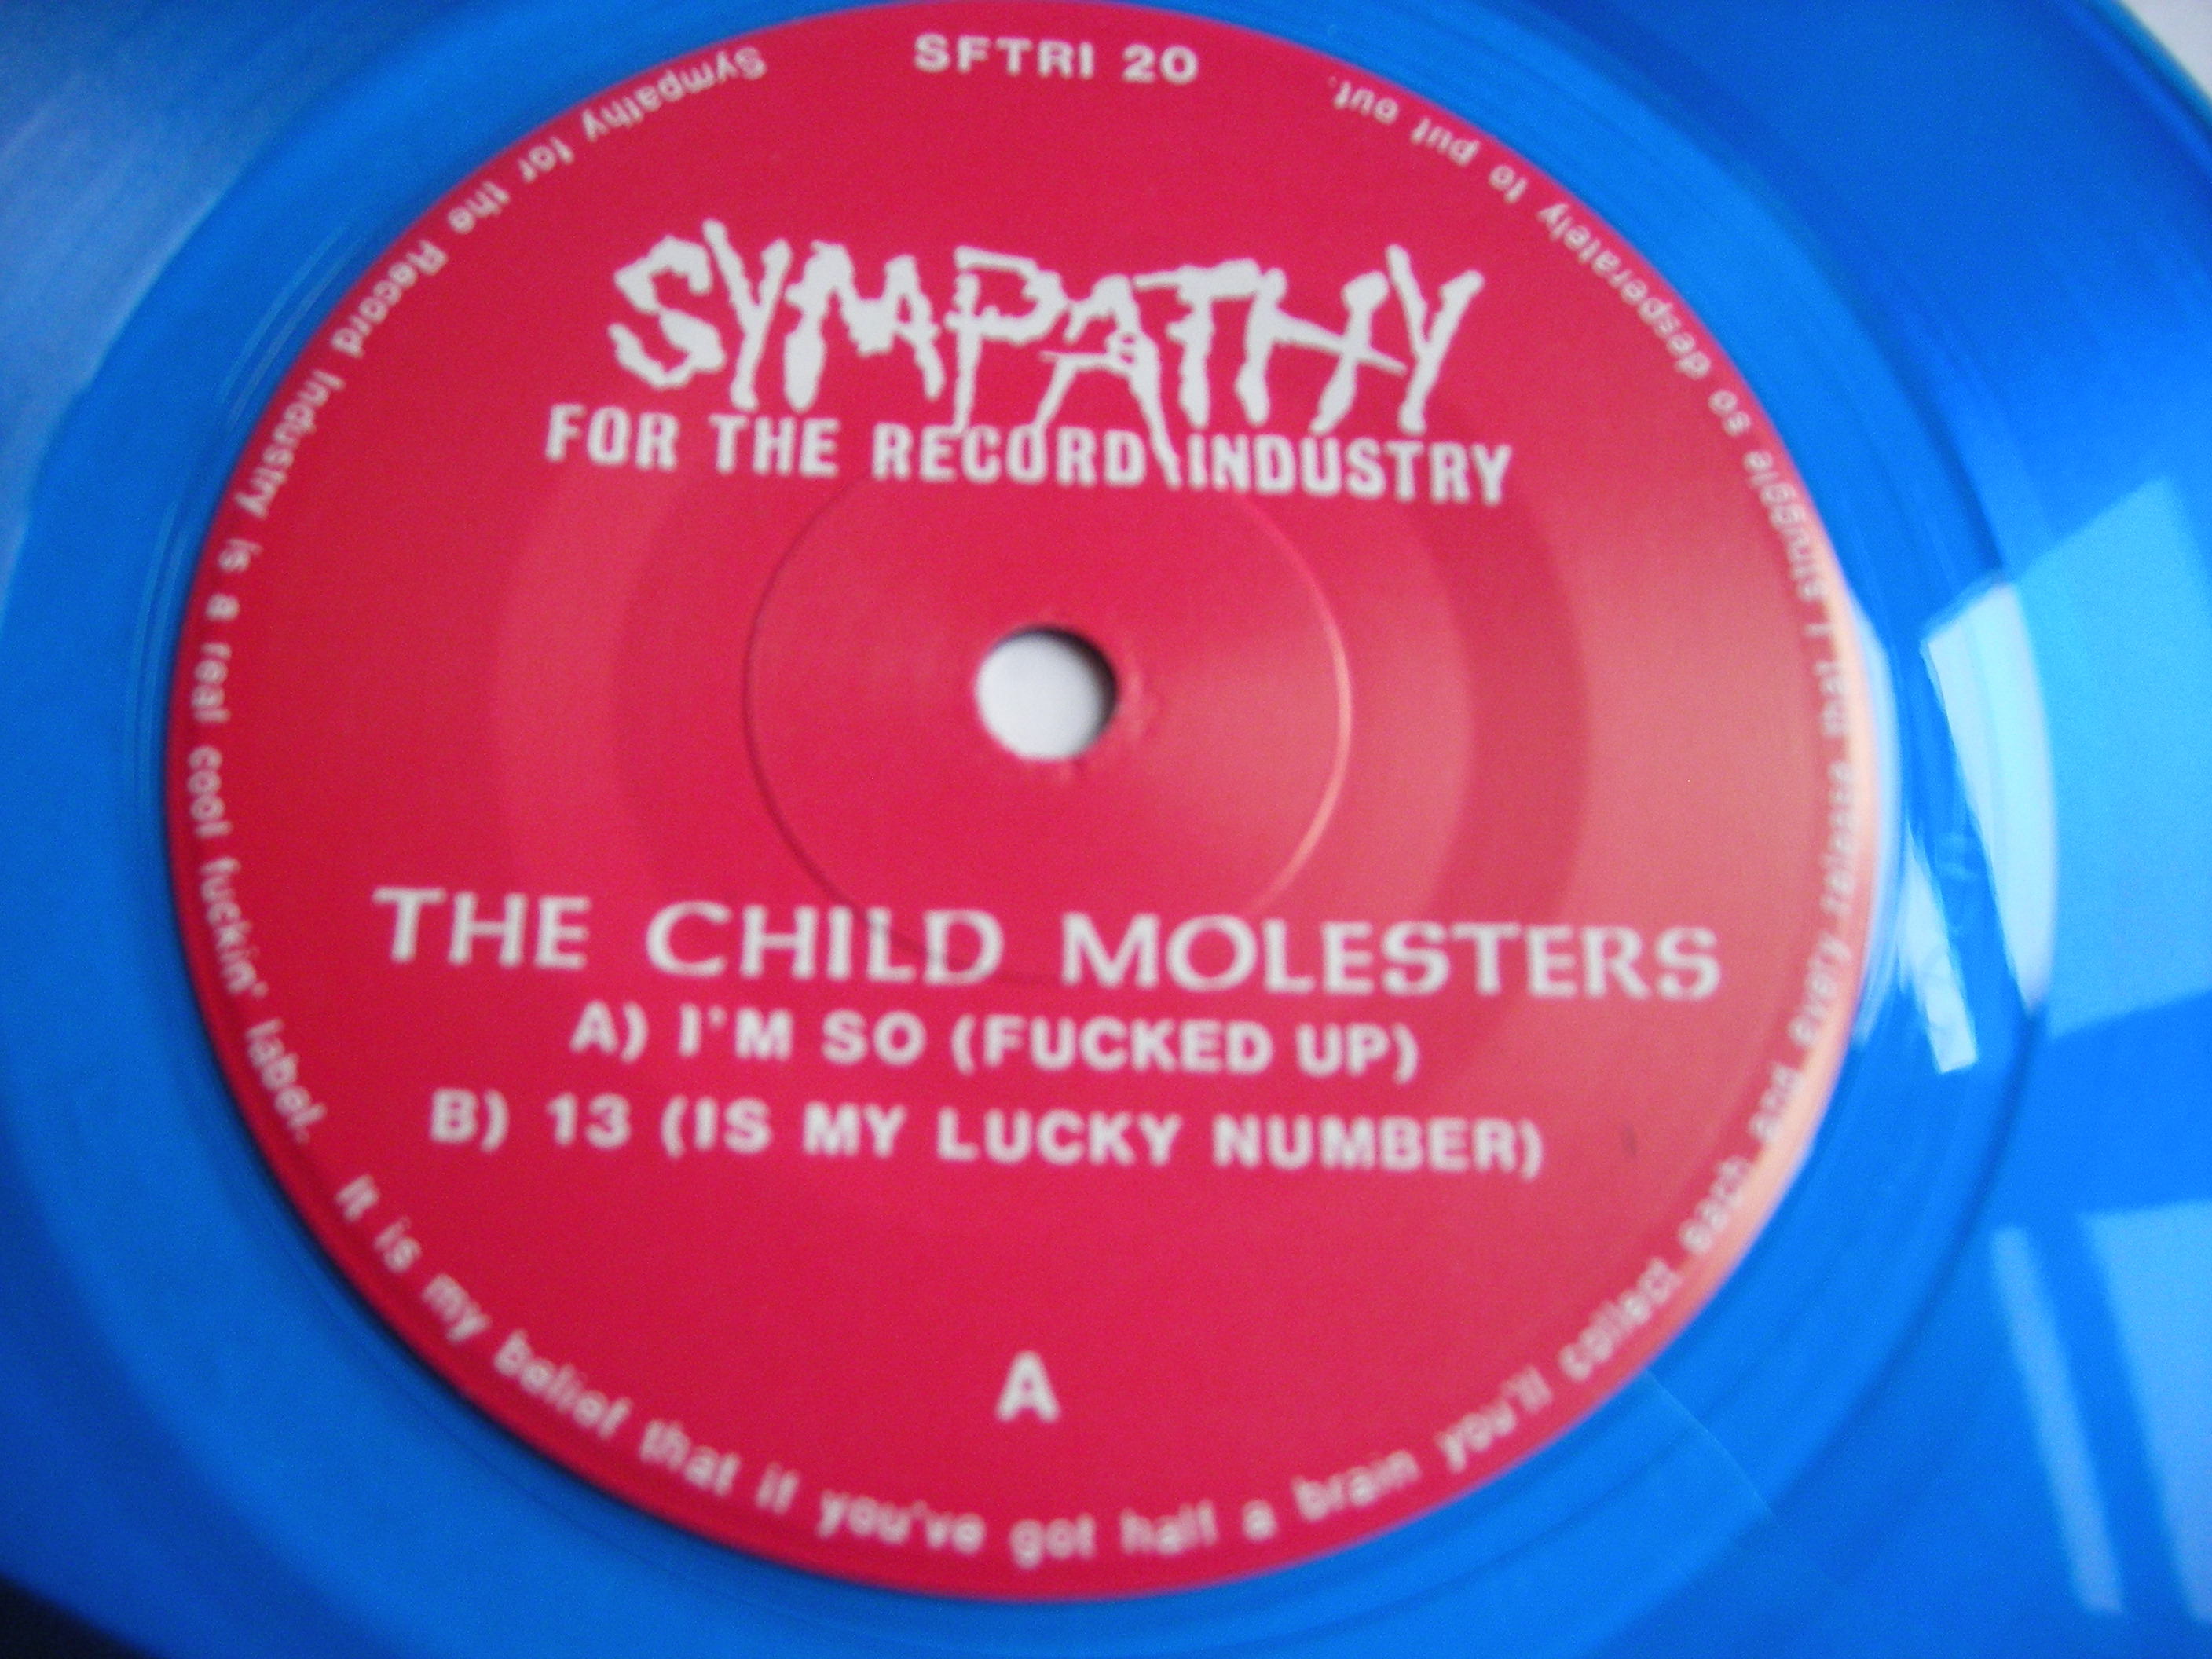 SFTRI 20
SYMPATHY
FOR THE RECORD INDUSTRY
THE CHILD MOLESTERS
A) I'M SO (FUCKED UP)
B) 13 (IS MY LUCKY NUMBER)
A
Sympathy for the Record Industry is a real cool fuckin' label. It is my belief that if you've got half a brain you'll collect each and every release mat I struggle so desperately to put out.